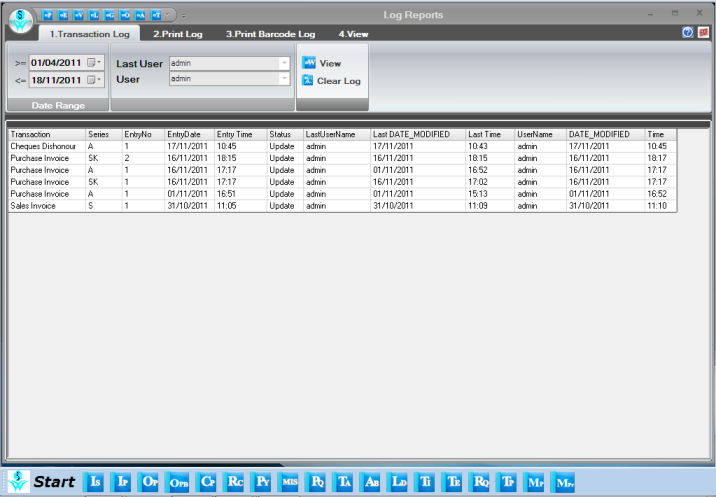 S W +P +E +V +L +G +O +A +T Log Reports
1.Transaction Log 2.Print Log 3.Print Barcode Log 4.View
>= 01/04/2011 Last User admin View
<= 18/11/2011 User admin Clear Log
Date Range
Transaction Series EntryNo EntryDate Entry Time Status LastUserName Last DATE_MODIFIED Last Time UserName DATE_MODIFIED Time
Cheques Dishonour A 1 17/11/2011 10:45 Update admin 17/11/2011 10:43 admin 17/11/2011 10:45
Purchase Invoice SK 2 16/11/2011 18:15 Update admin 16/11/2011 18:15 admin 16/11/2011 18:17
Purchase Invoice A 1 16/11/2011 17:17 Update admin 01/11/2011 16:52 admin 16/11/2011 17:17
Purchase Invoice SK 1 16/11/2011 17:17 Update admin 16/11/2011 17:02 admin 16/11/2011 17:17
Purchase Invoice A 1 01/11/2011 16:51 Update admin 01/11/2011 15:13 admin 01/11/2011 16:52
Sales Invoice S 1 31/10/2011 11:05 Update admin 31/10/2011 11:09 admin 31/10/2011 11:10
Start Is Ip Op Opb Cp Rc Py MIS Pq Ta Ab Ld Ti Te Rq Tp Mp